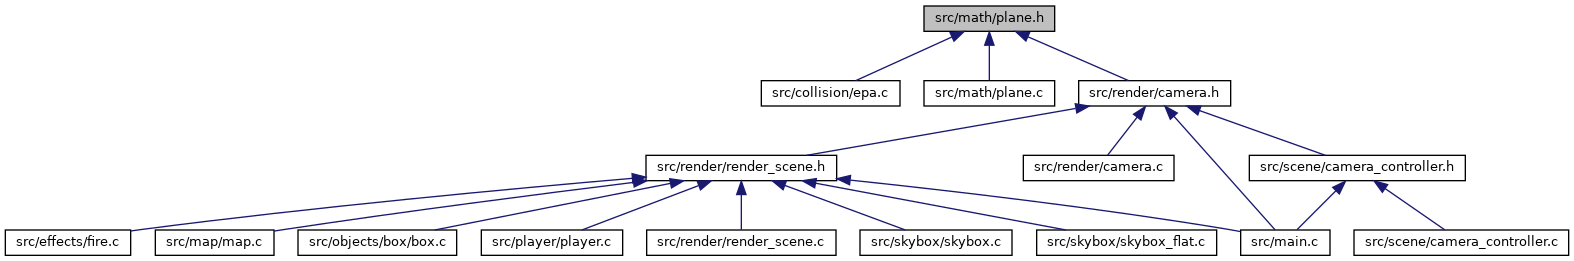 src/math/plane.h
src/collision/epa.c
src/math/plane.c
src/render/camera.h
src/render/render_scene.h
src/render/camera.c
src/scene/camera_controller.h
src/effects/fire.c
src/map/map.c
src/objects/box/box.c
src/player/player.c
src/render/render_scene.c
src/skybox/skybox.c
src/skybox/skybox_flat.c
src/main.c
src/scene/camera_controller.c